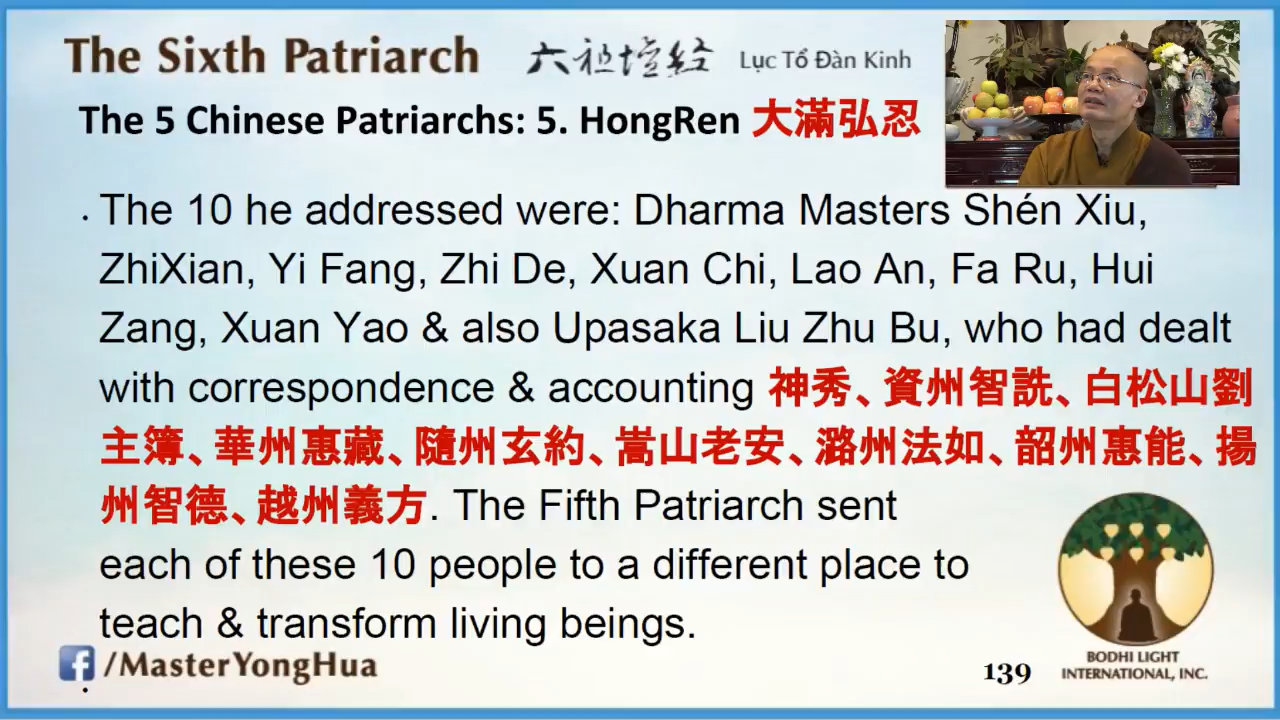 The Sixth Patriarch 六祖壇經 Lục Tổ Đàn Kinh
The 5 Chinese Patriarchs: 5. HongRen 大滿弘忍
· The 10 he addressed were: Dharma Masters Shén Xiu,
ZhiXian, Yi Fang, Zhi De, Xuan Chi, Lao An, Fa Ru, Hui
Zang, Xuan Yao & also Upasaka Liu Zhu Bu, who had dealt
with correspondence & accounting 神秀、資州智詵、白松山劉
主簿、華州惠藏、隨州玄約、嵩山老安、潞州法如、韶州惠能、揚
州智德、越州義方. The Fifth Patriarch sent
each of these 10 people to a different place to
teach & transform living beings.
/MasterYongHua
139
BODHI LIGHT
INTERNATIONAL, INC.